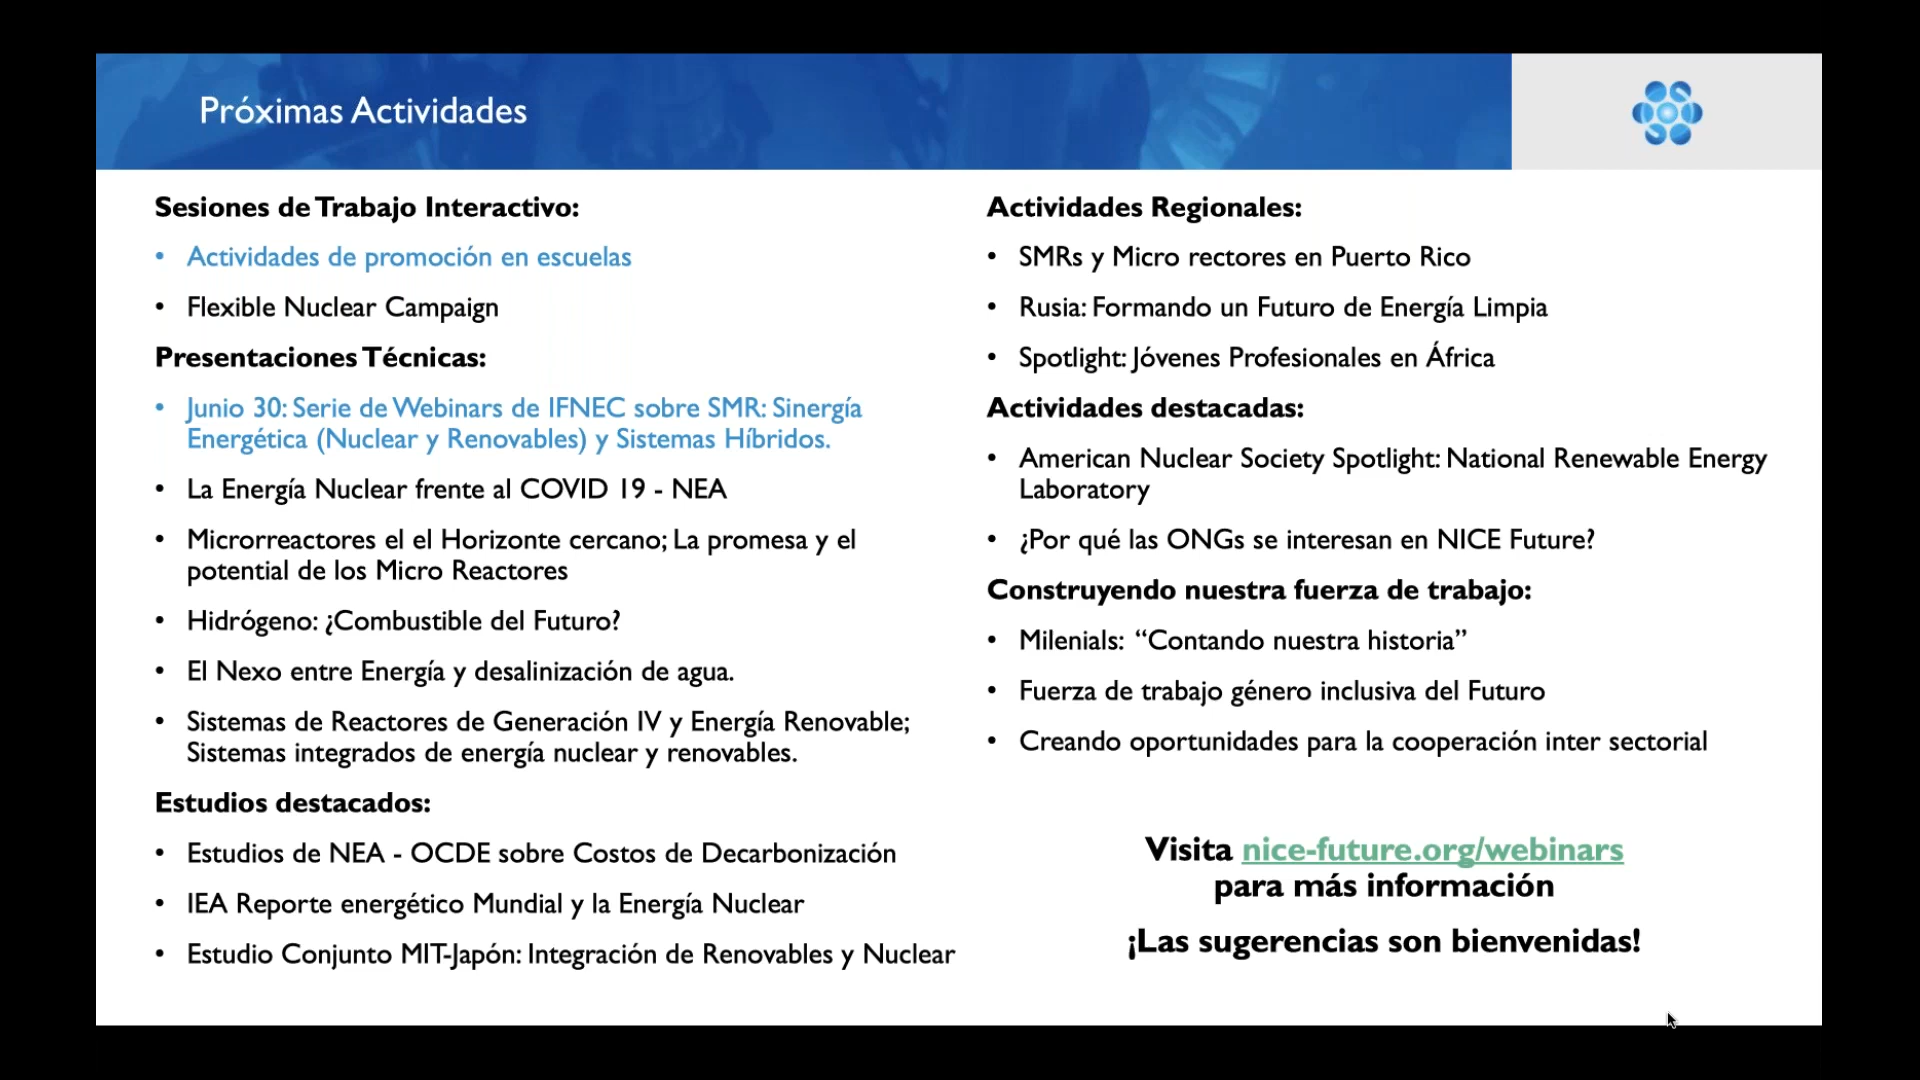 Próximas Actividades
Sesiones de Trabajo Interactivo:
• Actividades de promoción en escuelas
• Flexible Nuclear Campaign
Presentaciones Técnicas:
• Junio 30: Serie de Webinars de IFNEC sobre SMR: Sinergía
Energética (Nuclear y Renovables) y Sistemas Híbridos.
• La Energía Nuclear frente al COVID 19 - NEA
• Microrreactores el el Horizonte cercano; La promesa y el
potential de los Micro Reactores
• Hidrógeno: ¿Combustible del Futuro?
• El Nexo entre Energía y desalinización de agua.
• Sistemas de Reactores de Generación IV y Energía Renovable;
Sistemas integrados de energía nuclear y renovables.
Estudios destacados:
• Estudios de NEA - OCDE sobre Costos de Decarbonización
• IEA Reporte energético Mundial y la Energía Nuclear
• Estudio Conjunto MIT-Japón: Integración de Renovables y Nuclear
Actividades Regionales:
• SMRs y Micro rectores en Puerto Rico
• Rusia: Formando un Futuro de Energía Limpia
• Spotlight: Jóvenes Profesionales en África
Actividades destacadas:
• American Nuclear Society Spotlight: National Renewable Energy
Laboratory
• ¿Por qué las ONGs se interesan en NICE Future?
Construyendo nuestra fuerza de trabajo:
• Milenials: “Contando nuestra historia”
• Fuerza de trabajo género inclusiva del Futuro
• Creando oportunidades para la cooperación inter sectorial
Visita nice-future.org/webinars
para más información
¡Las sugerencias son bienvenidas!